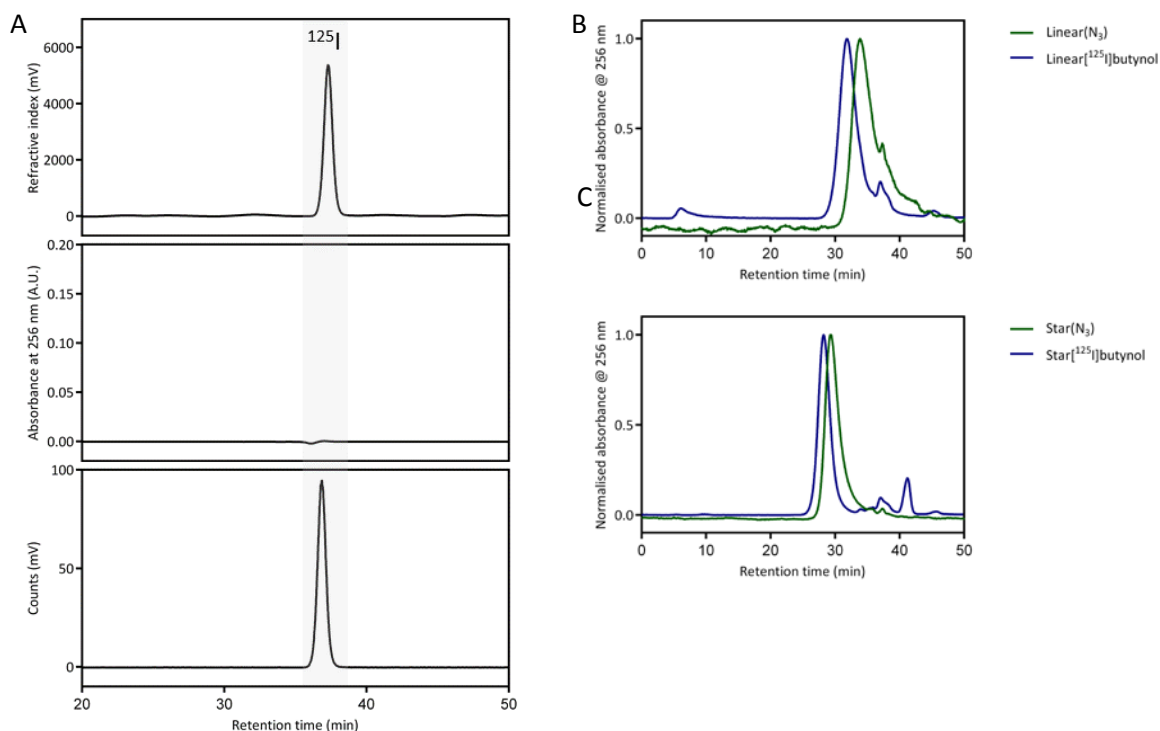 A
¹²⁵I
Refractive index (mV)
6000
4000
2000
0
Absorbance at 256 nm (A.U.)
0.20
0.15
0.10
0.05
0.00
Counts (mV)
100
50
0
20 30 40 50
Retention time (min)
B
Normalised absorbance @ 256 nm
1.0
0.5
0.0
0 10 20 30 40 50
Retention time (min)
Linear(N₃)
Linear[¹²⁵I]butynol
C
Normalised absorbance @ 256 nm
1.0
0.5
0.0
0 10 20 30 40 50
Retention time (min)
Star(N₃)
Star[¹²⁵I]butynol